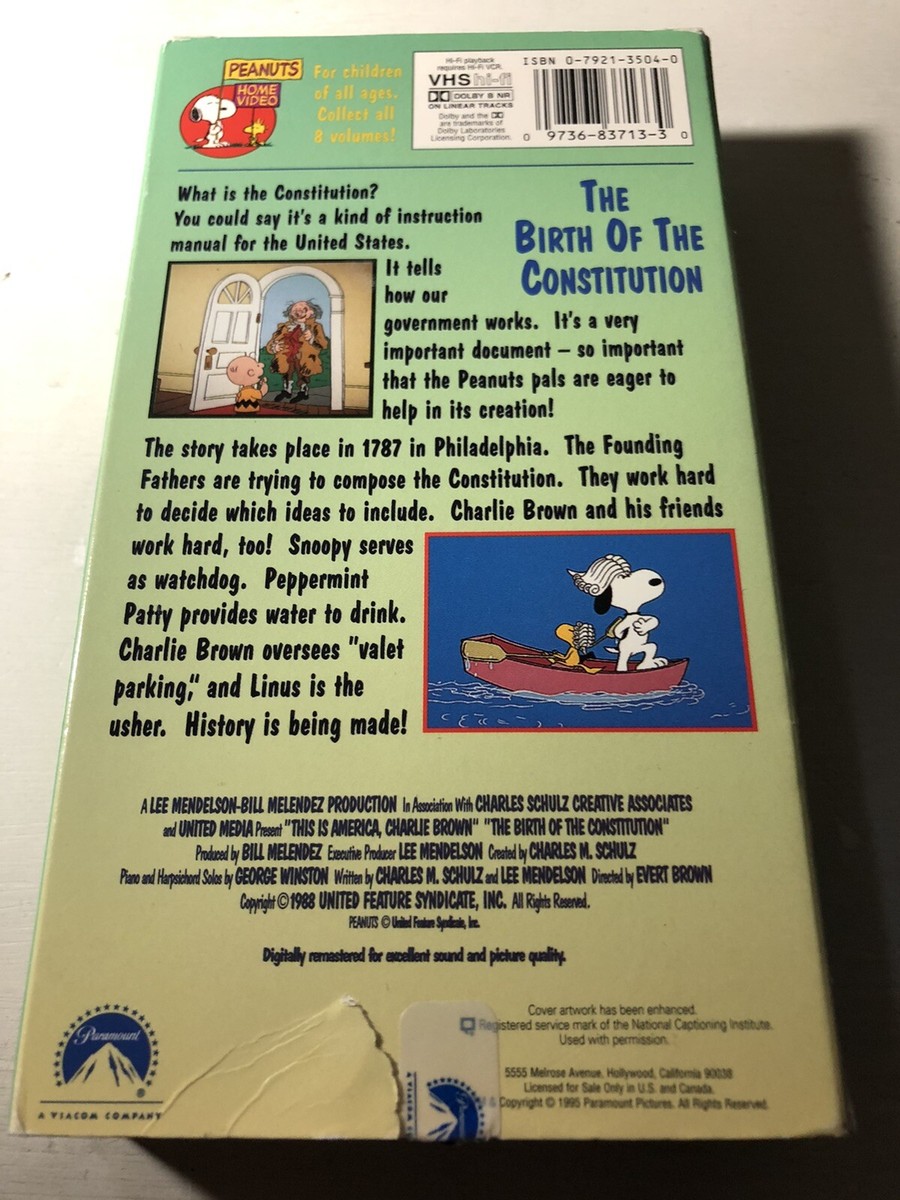 PEANUTS
HOME
VIDEO
For children
of all ages.
Collect all
8 volumes!
Hi-Fi playback
requires Hi-Fi VCR.
VHS hi-fi
DOLBY B NR
ON LINEAR TRACKS
Dolby and the
are trademarks of
Dolby Laboratories
Licensing Corporation.
ISBN 0-7921-3504-0
0 9736-83713-3 0
THE
BIRTH OF THE
CONSTITUTION
What is the Constitution?
You could say it's a kind of instruction
manual for the United States.
It tells
how our
government works. It's a very
important document – so important
that the Peanuts pals are eager to
help in its creation!
The story takes place in 1787 in Philadelphia. The Founding
Fathers are trying to compose the Constitution. They work hard
to decide which ideas to include. Charlie Brown and his friends
work hard, too! Snoopy serves
as watchdog. Peppermint
Patty provides water to drink.
Charlie Brown oversees "valet
parking," and Linus is the
usher. History is being made!
A LEE MENDELSON-BILL MELENDEZ PRODUCTION In Association With CHARLES SCHULZ CREATIVE ASSOCIATES
and UNITED MEDIA Present "THIS IS AMERICA, CHARLIE BROWN" "THE BIRTH OF THE CONSTITUTION"
Produced by BILL MELENDEZ Executive Producer LEE MENDELSON Created by CHARLES M. SCHULZ
Piano and Harpsichord Solos by GEORGE WINSTON Written by CHARLES M. SCHULZ and LEE MENDELSON Directed by EVERT BROWN
Copyright © 1988 UNITED FEATURE SYNDICATE, INC. All Rights Reserved.
PEANUTS © United Feature Syndicate, Inc.
Digitally remastered for excellent sound and picture quality.
Cover artwork has been enhanced.
Registered service mark of the National Captioning Institute.
Used with permission.
5555 Melrose Avenue, Hollywood, California 90038
Licensed for Sale Only in U.S. and Canada.
& Copyright © 1995 Paramount Pictures. All Rights Reserved.
Paramount
®
A VIACOM COMPANY
A VIACOM